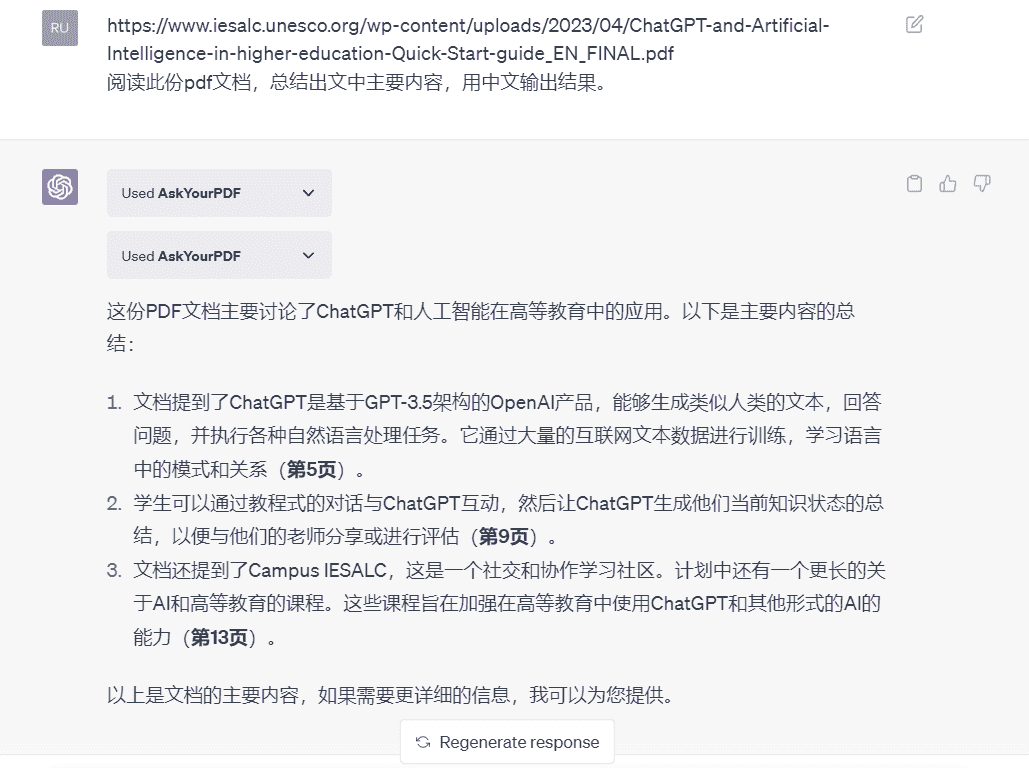 RU
https://www.iesalc.unesco.org/wp-content/uploads/2023/04/ChatGPT-and-Artificial-
Intelligence-in-higher-education-Quick-Start-guide_EN_FINAL.pdf
阅读此份pdf文档，总结出文中主要内容，用中文输出结果。
Used AskYourPDF
Used AskYourPDF
这份PDF文档主要讨论了ChatGPT和人工智能在高等教育中的应用。以下是主要内容的总
结：
1. 文档提到了ChatGPT是基于GPT-3.5架构的OpenAI产品，能够生成类似人类的文本，回答
问题，并执行各种自然语言处理任务。它通过大量的互联网文本数据进行训练，学习语言
中的模式和关系（第5页）。
2. 学生可以通过教程式的对话与ChatGPT互动，然后让ChatGPT生成他们当前知识状态的总
结，以便与他们的老师分享或进行评估（第9页）。
3. 文档还提到了Campus IESALC，这是一个社交和协作学习社区。计划中还有一个更长的关
于AI和高等教育的课程。这些课程旨在加强在高等教育中使用ChatGPT和其他形式的AI的
能力（第13页）。
以上是文档的主要内容，如果需要更详细的信息，我可以为您提供。
Regenerate response